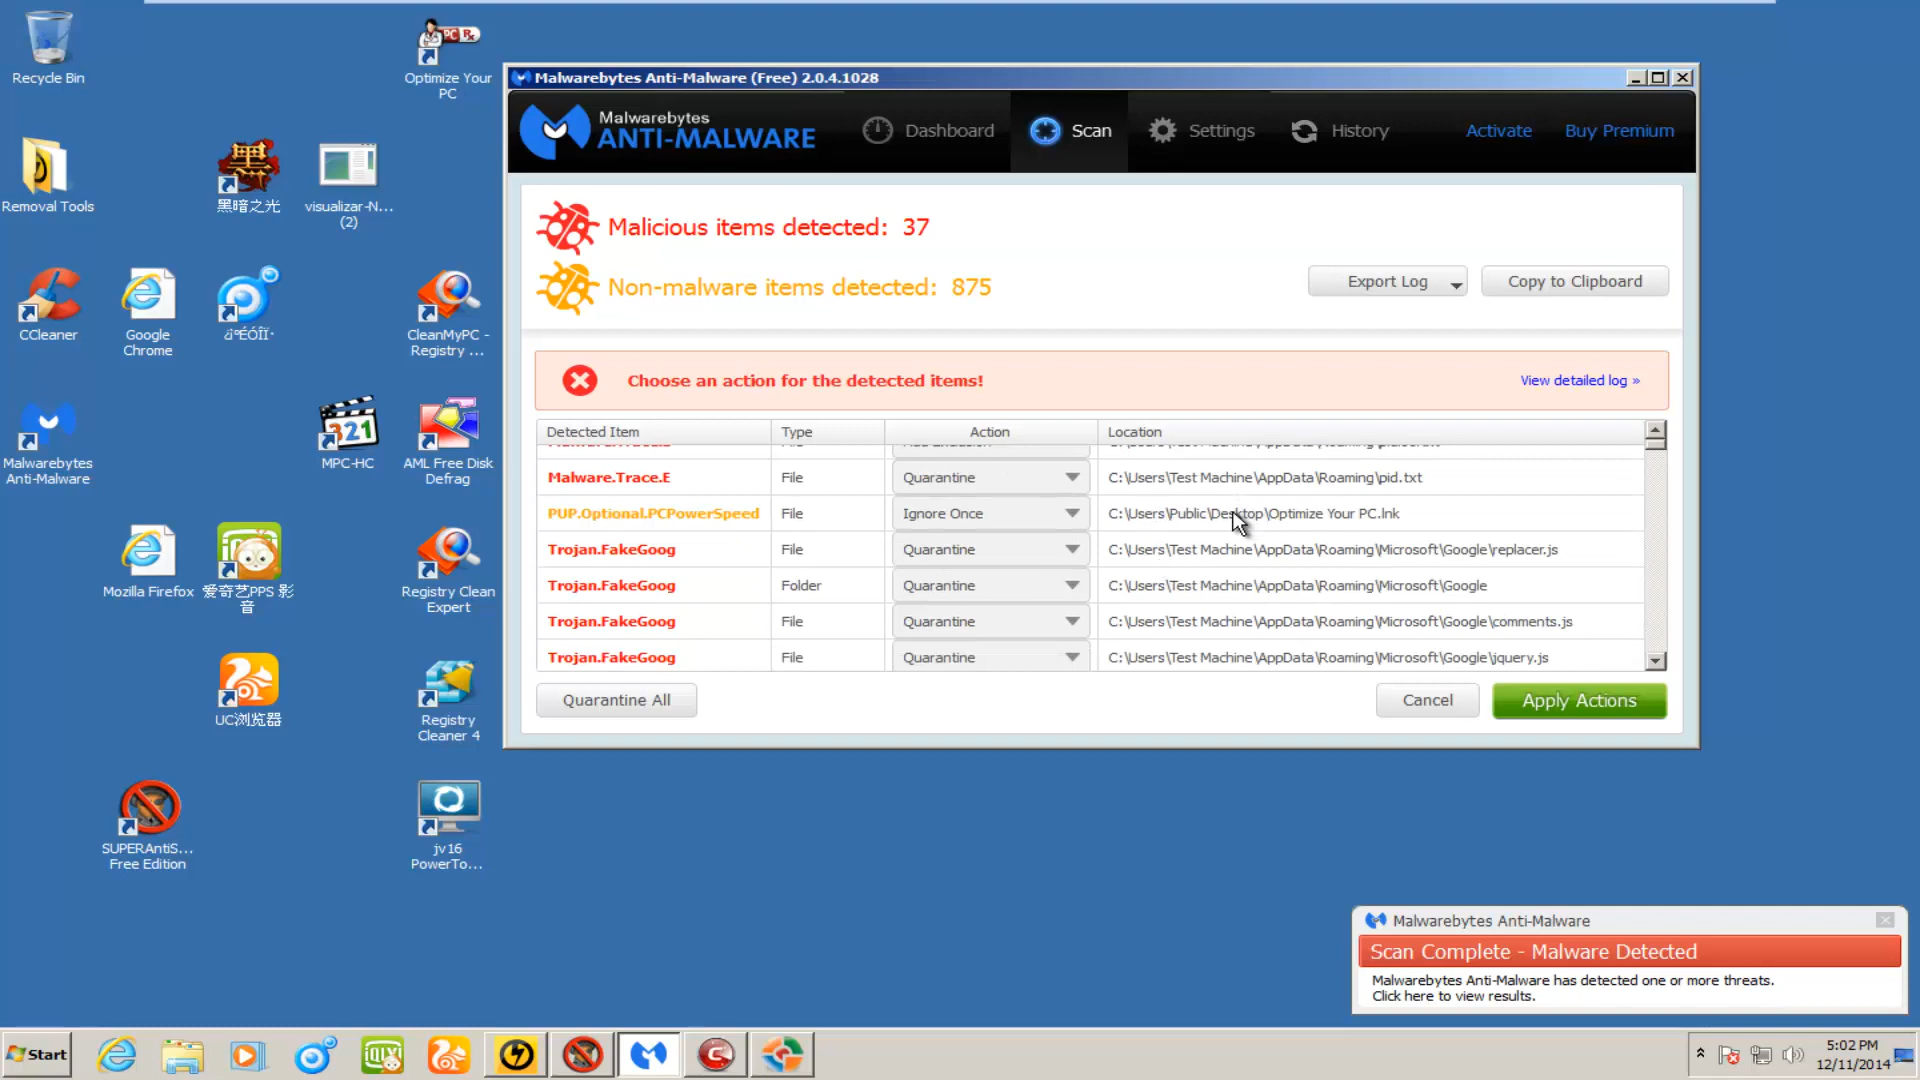 Recycle Bin
Optimize Your
PC
Removal Tools
黑暗之光
visualizar-N...
(2)
CCleaner
Google
Chrome
CleanMyPC -
Registry ...
Malwarebytes
Anti-Malware
321
MPC-HC
AML Free Disk
Defrag
Mozilla Firefox
爱奇艺PPS 影
音
Registry Clean
Expert
UC浏览器
Registry
Cleaner 4
SUPERAntiS...
Free Edition
jv16
PowerTo...
Malwarebytes Anti-Malware (Free) 2.0.4.1028
Malwarebytes
ANTI-MALWARE
Dashboard
Scan
Settings
History
Activate
Buy Premium
Malicious items detected: 37
Non-malware items detected: 875
Export Log
Copy to Clipboard
Choose an action for the detected items!
View detailed log »
Detected Item Type Action Location
Malware.Trace.E File Quarantine C:\Users\Test Machine\AppData\Roaming\pid.txt
PUP.Optional.PCPowerSpeed File Ignore Once C:\Users\Public\Desktop\Optimize Your PC.lnk
Trojan.FakeGoog File Quarantine C:\Users\Test Machine\AppData\Roaming\Microsoft\Google\replacer.js
Trojan.FakeGoog Folder Quarantine C:\Users\Test Machine\AppData\Roaming\Microsoft\Google
Trojan.FakeGoog File Quarantine C:\Users\Test Machine\AppData\Roaming\Microsoft\Google\comments.js
Trojan.FakeGoog File Quarantine C:\Users\Test Machine\AppData\Roaming\Microsoft\Google\jquery.js
Quarantine All
Cancel
Apply Actions
Malwarebytes Anti-Malware
Scan Complete - Malware Detected
Malwarebytes Anti-Malware has detected one or more threats.
Click here to view results.
Start
5:02 PM
12/11/2014